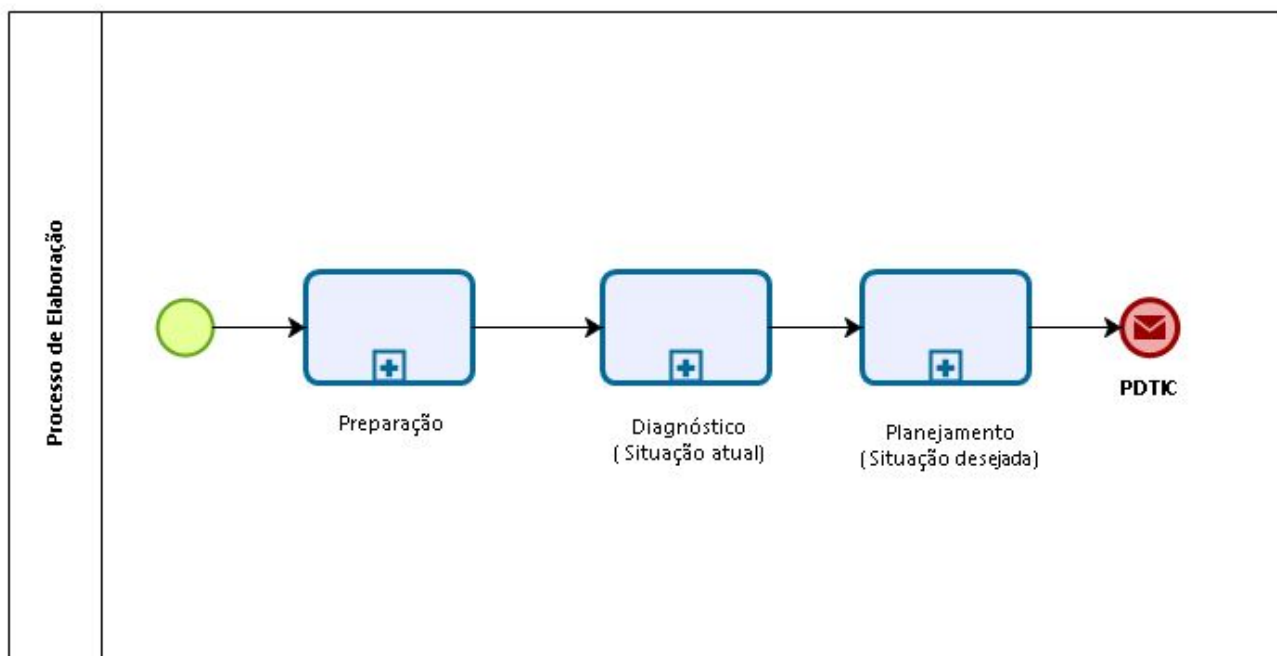 Processo de Elaboração
Preparação
Diagnóstico
( Situação atual)
Planejamento
(Situação desejada)
PDTIC